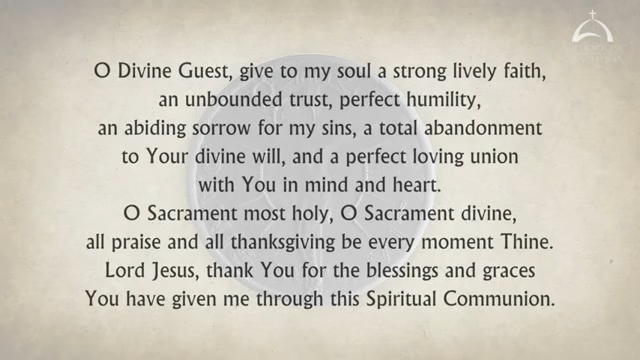 O Divine Guest, give to my soul a strong lively faith,
an unbounded trust, perfect humility,
an abiding sorrow for my sins, a total abandonment
to Your divine will, and a perfect loving union
with You in mind and heart.
O Sacrament most holy, O Sacrament divine,
all praise and all thanksgiving be every moment Thine.
Lord Jesus, thank You for the blessings and graces
You have given me through this Spiritual Communion.